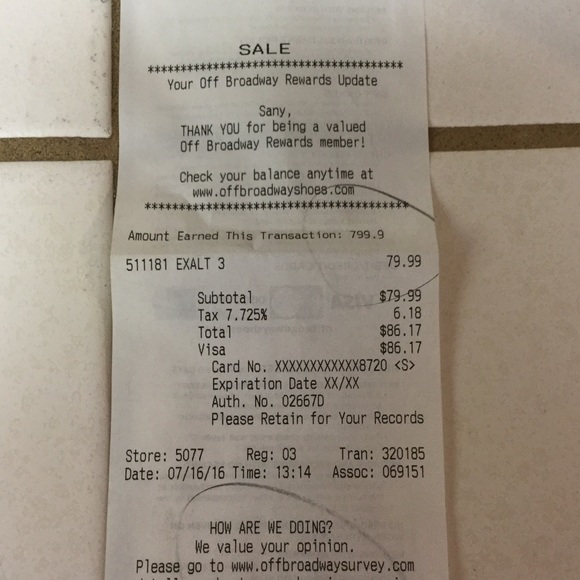 SALE
****************************************
Your Off Broadway Rewards Update
Sany,
THANK YOU for being a valued
Off Broadway Rewards member!
Check your balance anytime at
www.offbroadwayshoes.com
****************************************
Amount Earned This Transaction: 799.9
511181 EXALT 3 79.99
Subtotal $79.99
Tax 7.725% 6.18
Total $86.17
Visa $86.17
Card No. XXXXXXXXXXXX8720 <S>
Expiration Date XX/XX
Auth. No. 02667D
Please Retain for Your Records
Store: 5077 Reg: 03 Tran: 320185
Date: 07/16/16 Time: 13:14 Assoc: 069151
HOW ARE WE DOING?
We value your opinion.
Please go to www.offbroadwaysurvey.com